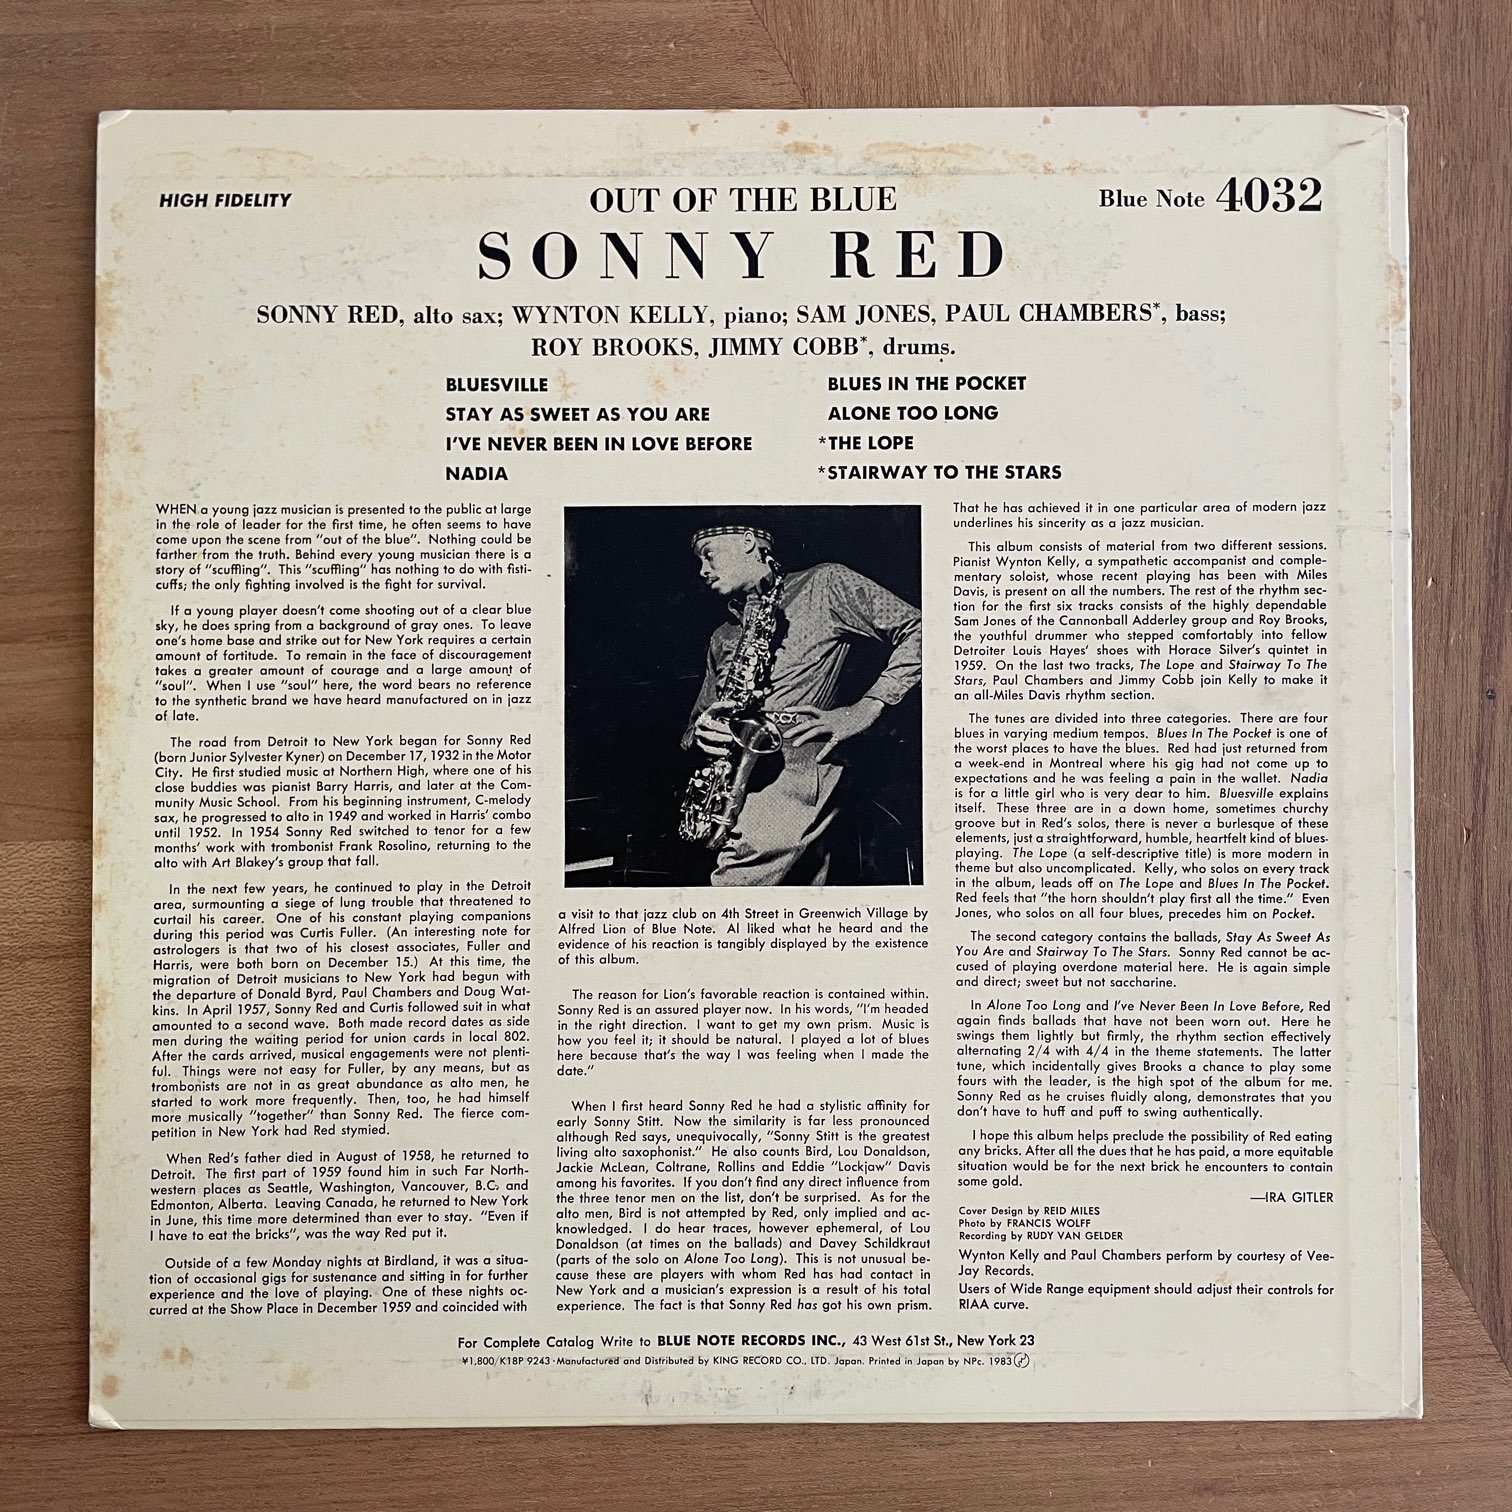 HIGH FIDELITY
OUT OF THE BLUE
Blue Note 4032
SONNY RED
SONNY RED, alto sax; WYNTON KELLY, piano; SAM JONES, PAUL CHAMBERS*, bass;
ROY BROOKS, JIMMY COBB*, drums.
BLUESVILLE
STAY AS SWEET AS YOU ARE
I'VE NEVER BEEN IN LOVE BEFORE
NADIA
BLUES IN THE POCKET
ALONE TOO LONG
*THE LOPE
*STAIRWAY TO THE STARS
WHEN a young jazz musician is presented to the public at large
in the role of leader for the first time, he often seems to have
come upon the scene from "out of the blue". Nothing could be
farther from the truth. Behind every young musician there is a
story of "scuffling". This "scuffling" has nothing to do with fisti-
cuffs; the only fighting involved is the fight for survival.
If a young player doesn't come shooting out of a clear blue
sky, he does spring from a background of gray ones. To leave
one's home base and strike out for New York requires a certain
amount of fortitude. To remain in the face of discouragement
takes a greater amount of courage and a large amount of
"soul". When I use "soul" here, the word bears no reference
to the synthetic brand we have heard manufactured on in jazz
of late.
The road from Detroit to New York began for Sonny Red
(born Junior Sylvester Kyner) on December 17, 1932 in the Motor
City. He first studied music at Northern High, where one of his
close buddies was pianist Barry Harris, and later at the Com-
munity Music School. From his beginning instrument, C-melody
sax, he progressed to alto in 1949 and worked in Harris' combo
until 1952. In 1954 Sonny Red switched to tenor for a few
months' work with trombonist Frank Rosolino, returning to the
alto with Art Blakey's group that fall.
In the next few years, he continued to play in the Detroit
area, surmounting a siege of lung trouble that threatened to
curtail his career. One of his constant playing companions
during this period was Curtis Fuller. (An interesting note for
astrologers is that two of his closest associates, Fuller and
Harris, were both born on December 15.) At this time, the
migration of Detroit musicians to New York had begun with
the departure of Donald Byrd, Paul Chambers and Doug Wat-
kins. In April 1957, Sonny Red and Curtis followed suit in what
amounted to a second wave. Both made record dates as side
men during the waiting period for union cards in local 802.
After the cards arrived, musical engagements were not plenti-
ful. Things were not easy for Fuller, by any means, but as
trombonists are not in as great abundance as alto men, he
started to work more frequently. Then, too, he had himself
more musically "together" than Sonny Red. The fierce com-
petition in New York had Red stymied.
When Red's father died in August of 1958, he returned to
Detroit. The first part of 1959 found him in such Far North-
western places as Seattle, Washington, Vancouver, B.C. and
Edmonton, Alberta. Leaving Canada, he returned to New York
in June, this time more determined than ever to stay. "Even if
I have to eat the bricks", was the way Red put it.
Outside of a few Monday nights at Birdland, it was a situa-
tion of occasional gigs for sustenance and sitting in for further
experience and the love of playing. One of these nights oc-
curred at the Show Place in December 1959 and coincided with
a visit to that jazz club on 4th Street in Greenwich Village by
Alfred Lion of Blue Note. Al liked what he heard and the
evidence of his reaction is tangibly displayed by the existence
of this album.
The reason for Lion's favorable reaction is contained within.
Sonny Red is an assured player now. In his words, "I'm headed
in the right direction. I want to get my own prism. Music is
how you feel it; it should be natural. I played a lot of blues
here because that's the way I was feeling when I made the
date."
When I first heard Sonny Red he had a stylistic affinity for
early Sonny Stitt. Now the similarity is far less pronounced
although Red says, unequivocally, "Sonny Stitt is the greatest
living alto saxophonist." He also counts Bird, Lou Donaldson,
Jackie McLean, Coltrane, Rollins and Eddie "Lockjaw" Davis
among his favorites. If you don't find any direct influence from
the three tenor men on the list, don't be surprised. As for the
alto men, Bird is not attempted by Red, only implied and ac-
knowledged. I do hear traces, however ephemeral, of Lou
Donaldson (at times on the ballads) and Davey Schildkraut
(parts of the solo on Alone Too Long). This is not unusual be-
cause these are players with whom Red has had contact in
New York and a musician's expression is a result of his total
experience. The fact is that Sonny Red has got his own prism.
That he has achieved it in one particular area of modern jazz
underlines his sincerity as a jazz musician.
This album consists of material from two different sessions.
Pianist Wynton Kelly, a sympathetic accompanist and comple-
mentary soloist, whose recent playing has been with Miles
Davis, is present on all the numbers. The rest of the rhythm sec-
tion for the first six tracks consists of the highly dependable
Sam Jones of the Cannonball Adderley group and Roy Brooks,
the youthful drummer who stepped comfortably into fellow
Detroiter Louis Hayes' shoes with Horace Silver's quintet in
1959. On the last two tracks, The Lope and Stairway To The
Stars, Paul Chambers and Jimmy Cobb join Kelly to make it
an all-Miles Davis rhythm section.
The tunes are divided into three categories. There are four
blues in varying medium tempos. Blues In The Pocket is one of
the worst places to have the blues. Red had just returned from
a week-end in Montreal where his gig had not come up to
expectations and he was feeling a pain in the wallet. Nadia
is for a little girl who is very dear to him. Bluesville explains
itself. These three are in a down home, sometimes churchy
groove but in Red's solos, there is never a burlesque of these
elements, just a straightforward, humble, heartfelt kind of blues-
playing. The Lope (a self-descriptive title) is more modern in
theme but also uncomplicated. Kelly, who solos on every track
in the album, leads off on The Lope and Blues In The Pocket.
Red feels that "the horn shouldn't play first all the time." Even
Jones, who solos on all four blues, precedes him on Pocket.
The second category contains the ballads, Stay As Sweet As
You Are and Stairway To The Stars. Sonny Red cannot be ac-
cused of playing overdone material here. He is again simple
and direct; sweet but not saccharine.
In Alone Too Long and I've Never Been In Love Before, Red
again finds ballads that have not been worn out. Here he
swings them lightly but firmly, the rhythm section effectively
alternating 2/4 with 4/4 in the theme statements. The latter
tune, which incidentally gives Brooks a chance to play some
fours with the leader, is the high spot of the album for me.
Sonny Red as he cruises fluidly along, demonstrates that you
don't have to huff and puff to swing authentically.
I hope this album helps preclude the possibility of Red eating
any bricks. After all the dues that he has paid, a more equitable
situation would be for the next brick he encounters to contain
some gold.
—IRA GITLER
Cover Design by REID MILES
Photo by FRANCIS WOLFF
Recording by RUDY VAN GELDER
Wynton Kelly and Paul Chambers perform by courtesy of Vee-
Jay Records.
Users of Wide Range equipment should adjust their controls for
RIAA curve.
For Complete Catalog Write to BLUE NOTE RECORDS INC., 43 West 61st St., New York 23
¥1,800/K18P 9243·Manufactured and Distributed by KING RECORD CO., LTD. Japan. Printed in Japan by NPc. 1983